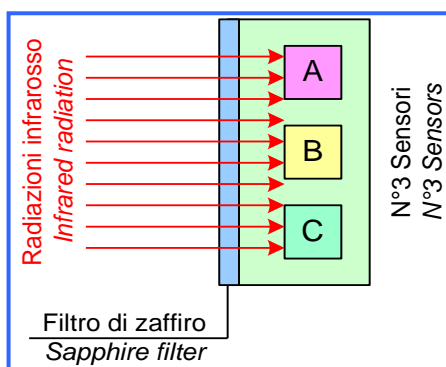 Radiazioni infrarosso
Infrared radiation
A
B
C
N°3 Sensori
N°3 Sensors
Filtro di zaffiro
Sapphire filter